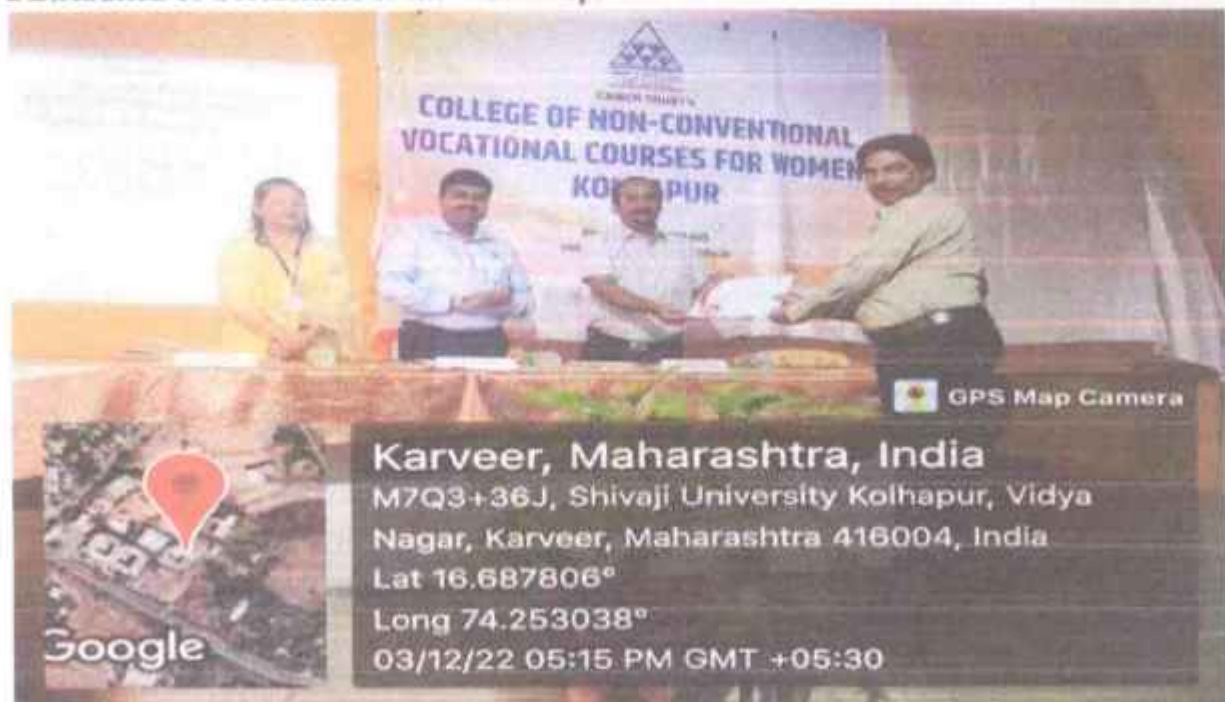 COLLEGE OF NON-CONVENTIONAL
VOCATIONAL COURSES FOR WOMEN
GPS Map Camera
Karveer, Maharashtra, India
M7Q3+36J, Shivaji University Kolhapur, Vidya
Nagar, Karveer, Maharashtra 416004, India
Lat 16.687806°
Long 74.253038°
03/12/22 05:15 PM GMT +05:30
Google